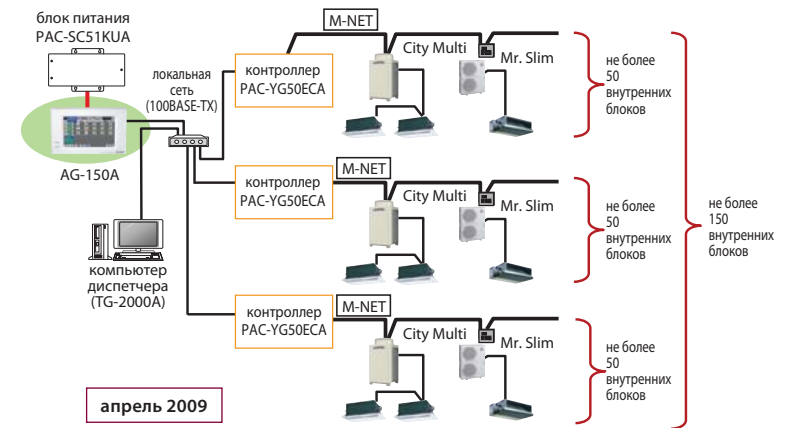 блок питания
PAC-SC51KUA
AG-150A
локальная
сеть
(100BASE-TX)
компьютер
диспетчера
(TG-2000A)
контроллер
PAC-YG50ECA
M-NET
City Multi
Mr. Slim
не более
50
внутренних
блоков
контроллер
PAC-YG50ECA
M-NET
City Multi
Mr. Slim
не более
50
внутренних
блоков
не более
150
внутренних
блоков
контроллер
PAC-YG50ECA
M-NET
City Multi
Mr. Slim
не более
50
внутренних
блоков
апрель 2009